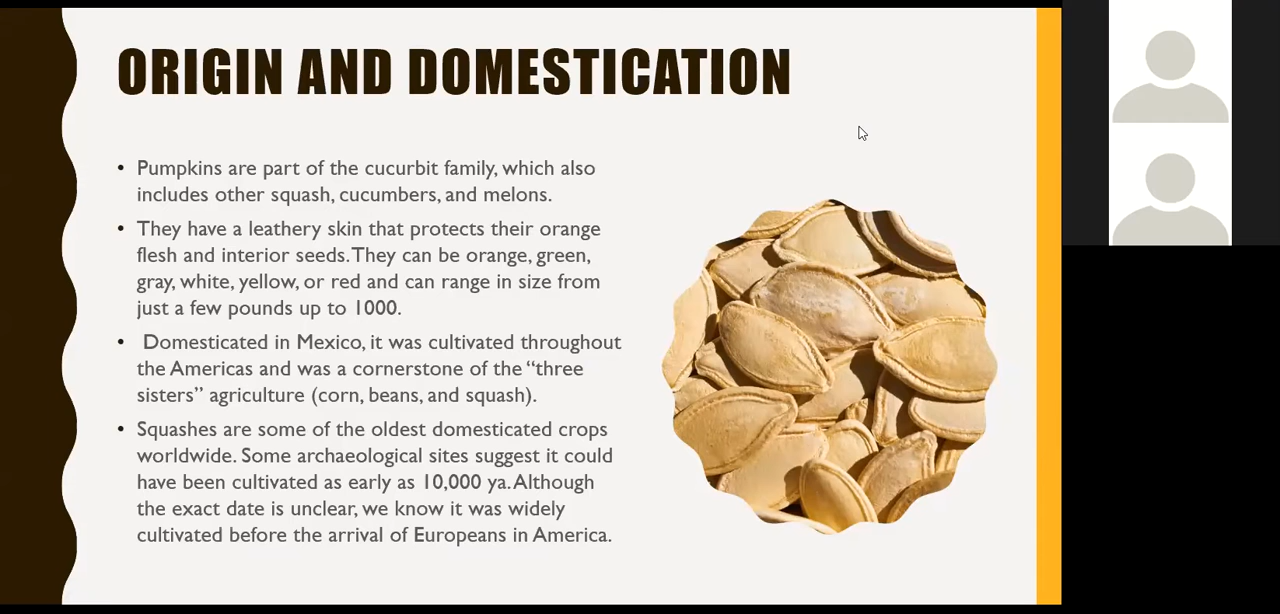 ORIGIN AND DOMESTICATION
• Pumpkins are part of the cucurbit family, which also
includes other squash, cucumbers, and melons.
• They have a leathery skin that protects their orange
flesh and interior seeds. They can be orange, green,
gray, white, yellow, or red and can range in size from
just a few pounds up to 1000.
• Domesticated in Mexico, it was cultivated throughout
the Americas and was a cornerstone of the “three
sisters” agriculture (corn, beans, and squash).
• Squashes are some of the oldest domesticated crops
worldwide. Some archaeological sites suggest it could
have been cultivated as early as 10,000 ya. Although
the exact date is unclear, we know it was widely
cultivated before the arrival of Europeans in America.